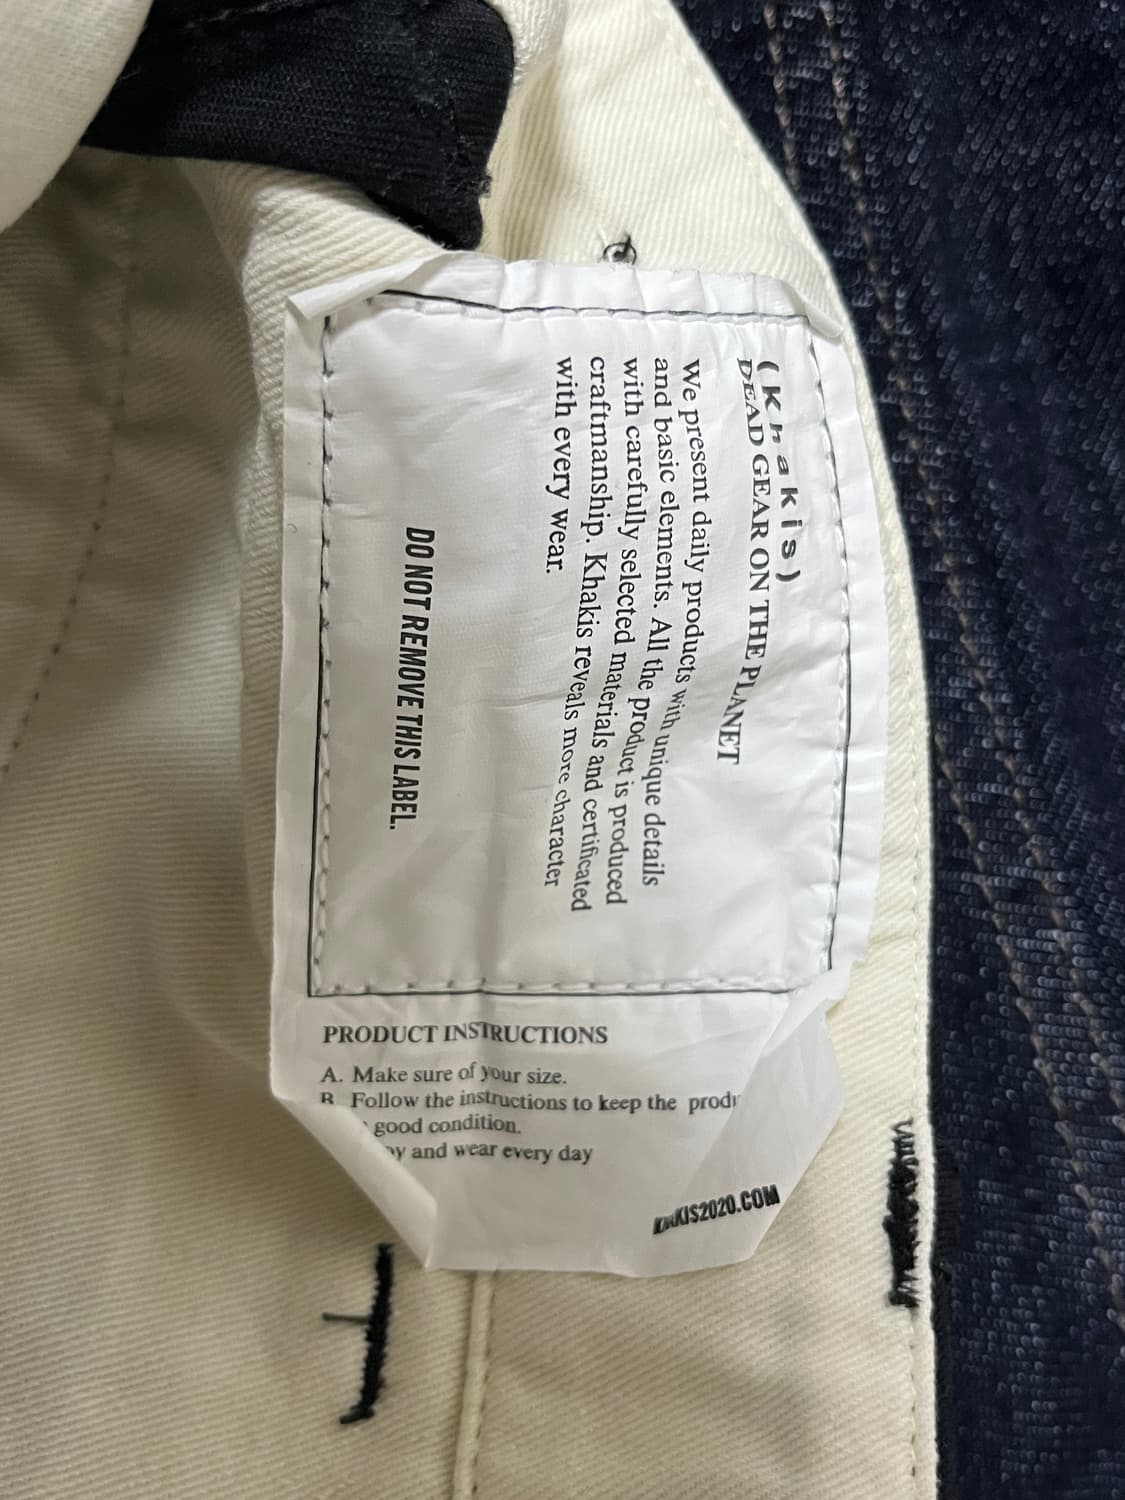 (Khakis)
DEAD GEAR ON THE PLANET
We present daily products with unique details
and basic elements. All the product is produced
with carefully selected materials and certificated
craftmanship. Khakis reveals more character
with every wear.
DO NOT REMOVE THIS LABEL.
PRODUCT INSTRUCTIONS
A. Make sure of your size.
B Follow the instructions to keep the
good condition.
and wear every day
KHAKIS2020.COM